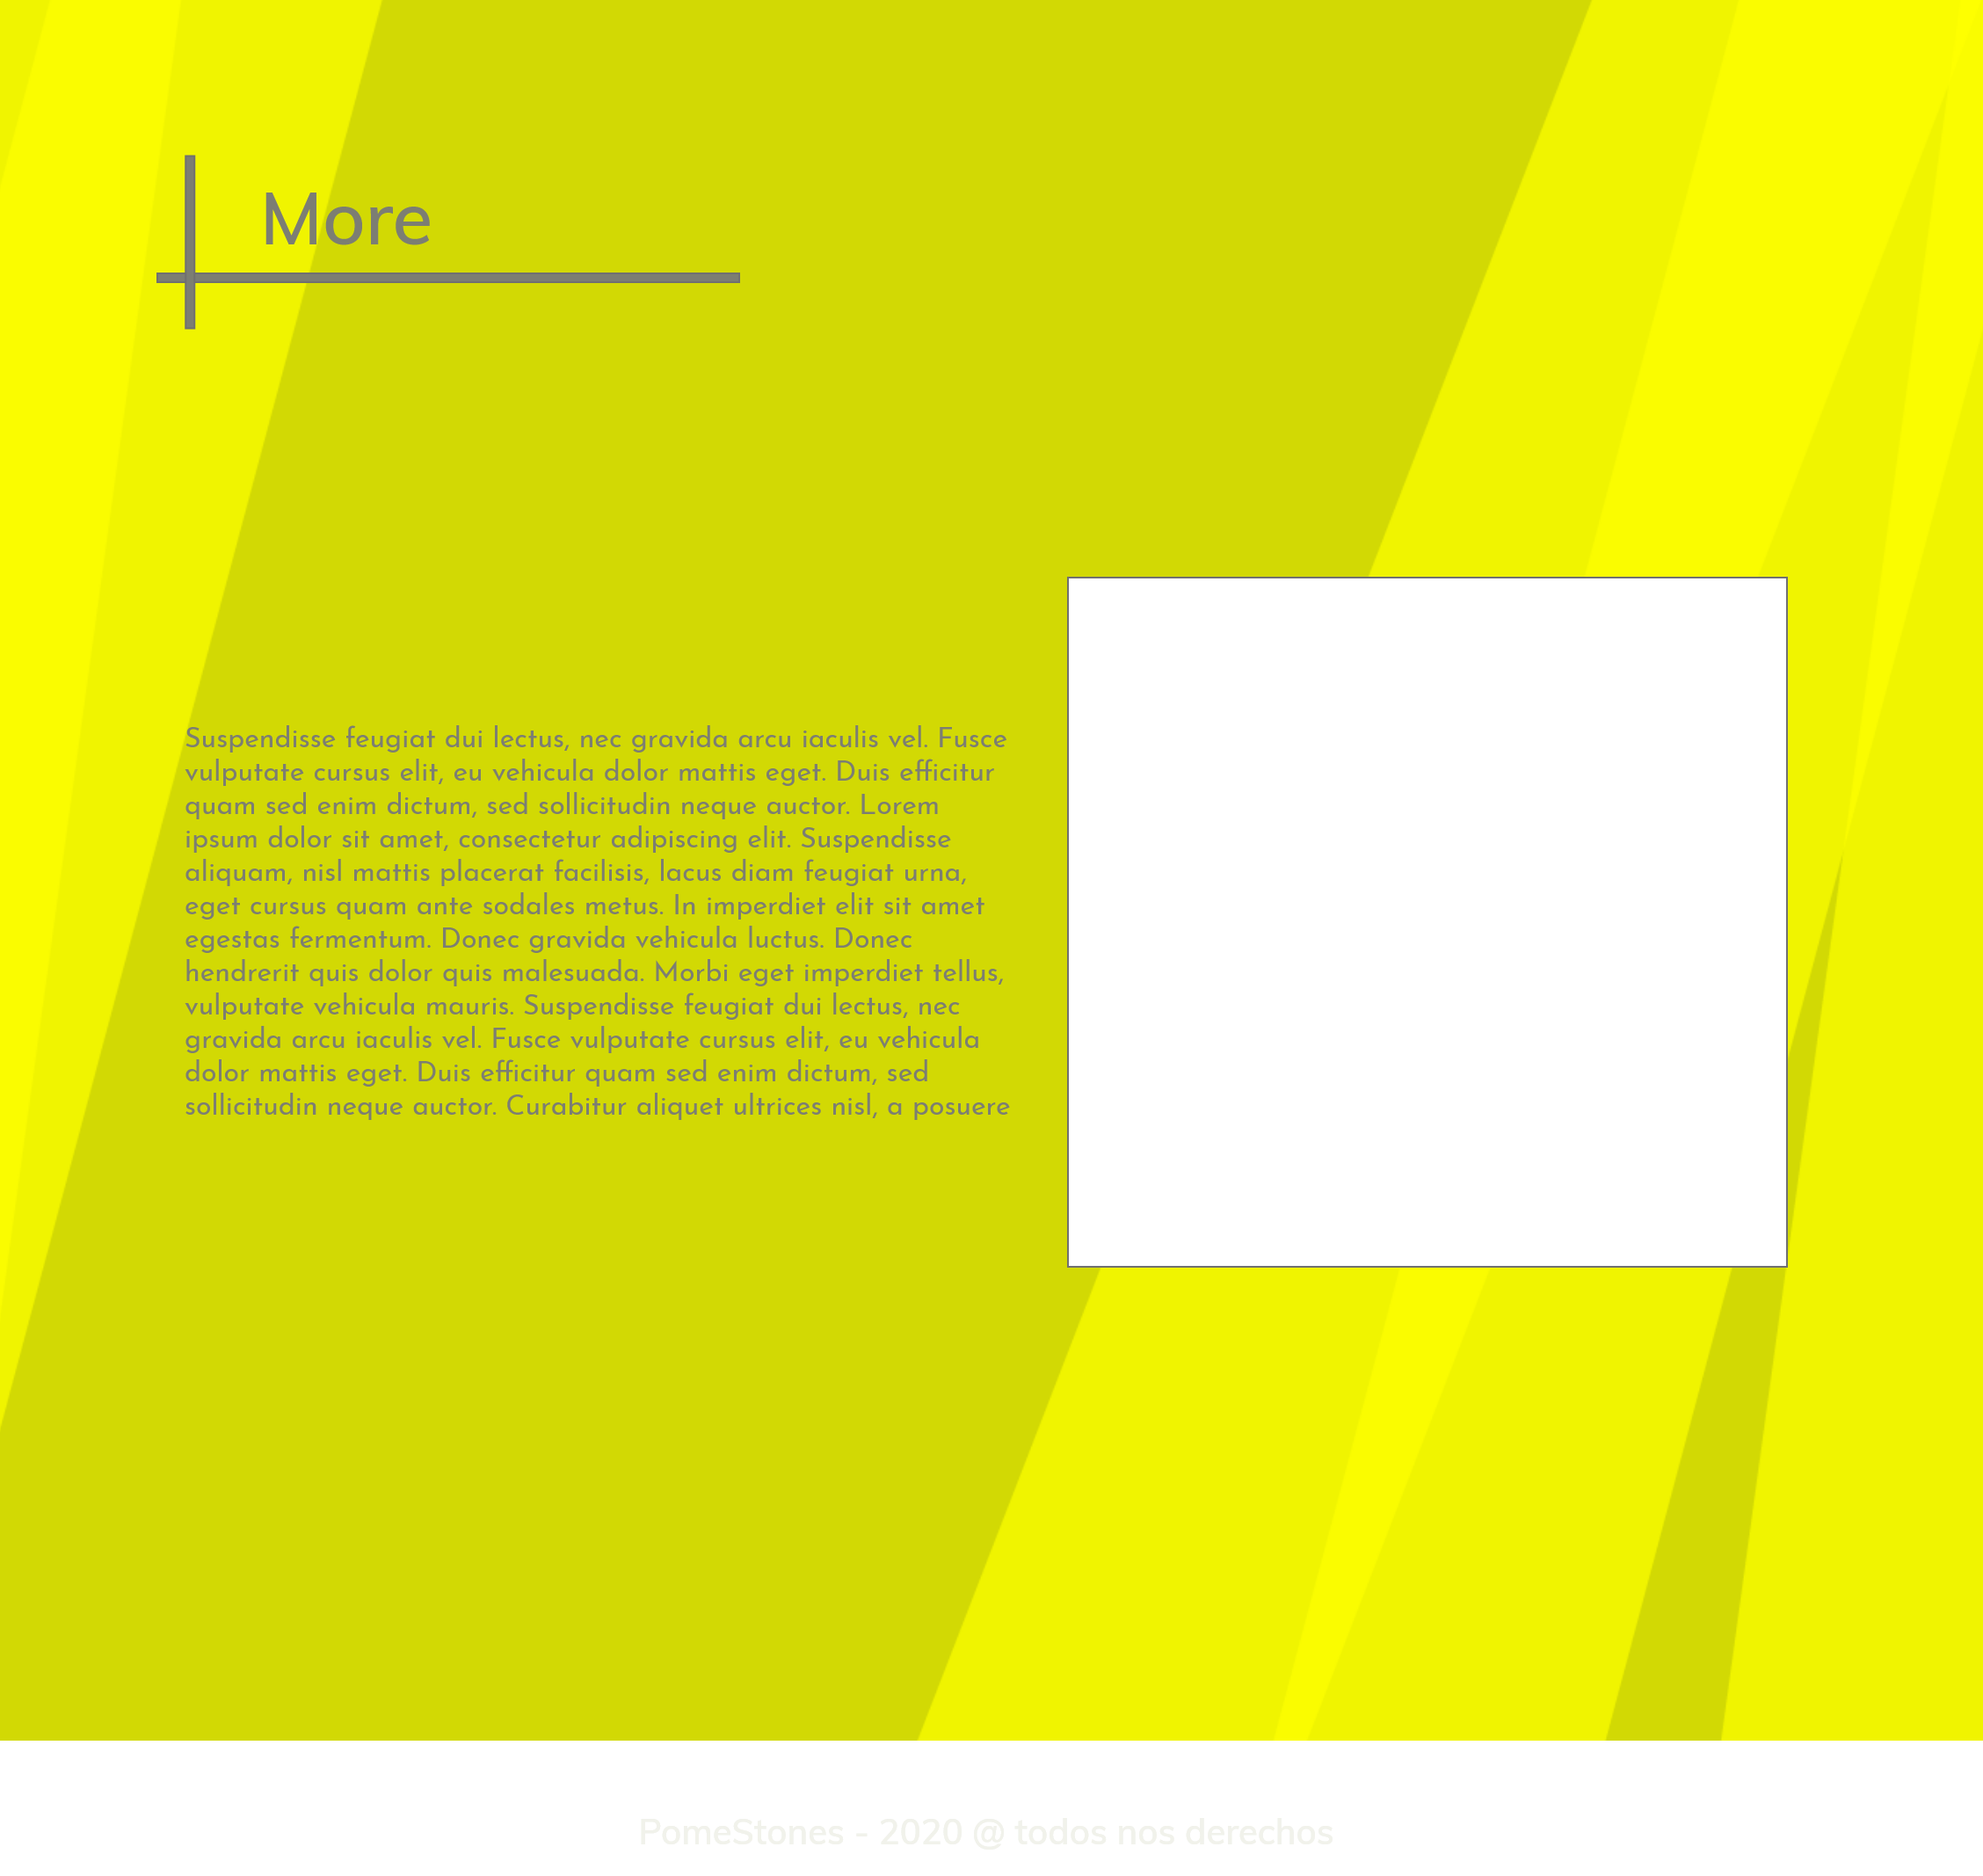 More
Suspendisse feugiat dui lectus, nec gravida arcu iaculis vel. Fusce
vulputate cursus elit, eu vehicula dolor mattis eget. Duis efficitur
quam sed enim dictum, sed sollicitudin neque auctor. Lorem
ipsum dolor sit amet, consectetur adipiscing elit. Suspendisse
aliquam, nisl mattis placerat facilisis, lacus diam feugiat urna,
eget cursus quam ante sodales metus. In imperdiet elit sit amet
egestas fermentum. Donec gravida vehicula luctus. Donec
hendrerit quis dolor quis malesuada. Morbi eget imperdiet tellus,
vulputate vehicula mauris. Suspendisse feugiat dui lectus, nec
gravida arcu iaculis vel. Fusce vulputate cursus elit, eu vehicula
dolor mattis eget. Duis efficitur quam sed enim dictum, sed
sollicitudin neque auctor. Curabitur aliquet ultrices nisl, a posuere
PomeStones - 2020 @ todos nos derechos